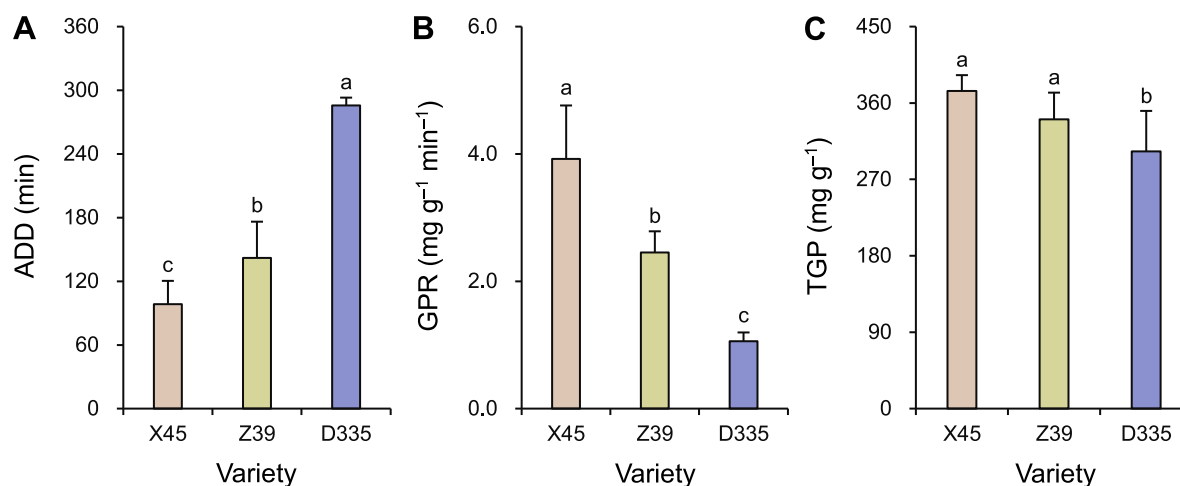 A
ADD (min)
360
300
240
180
120
60
0
c
b
a
X45 Z39 D335
Variety
B
GPR (mg g⁻¹ min⁻¹)
6.0
4.0
2.0
0.0
a
b
c
X45 Z39 D335
Variety
C
TGP (mg g⁻¹)
450
360
270
180
90
0
a
a
b
X45 Z39 D335
Variety